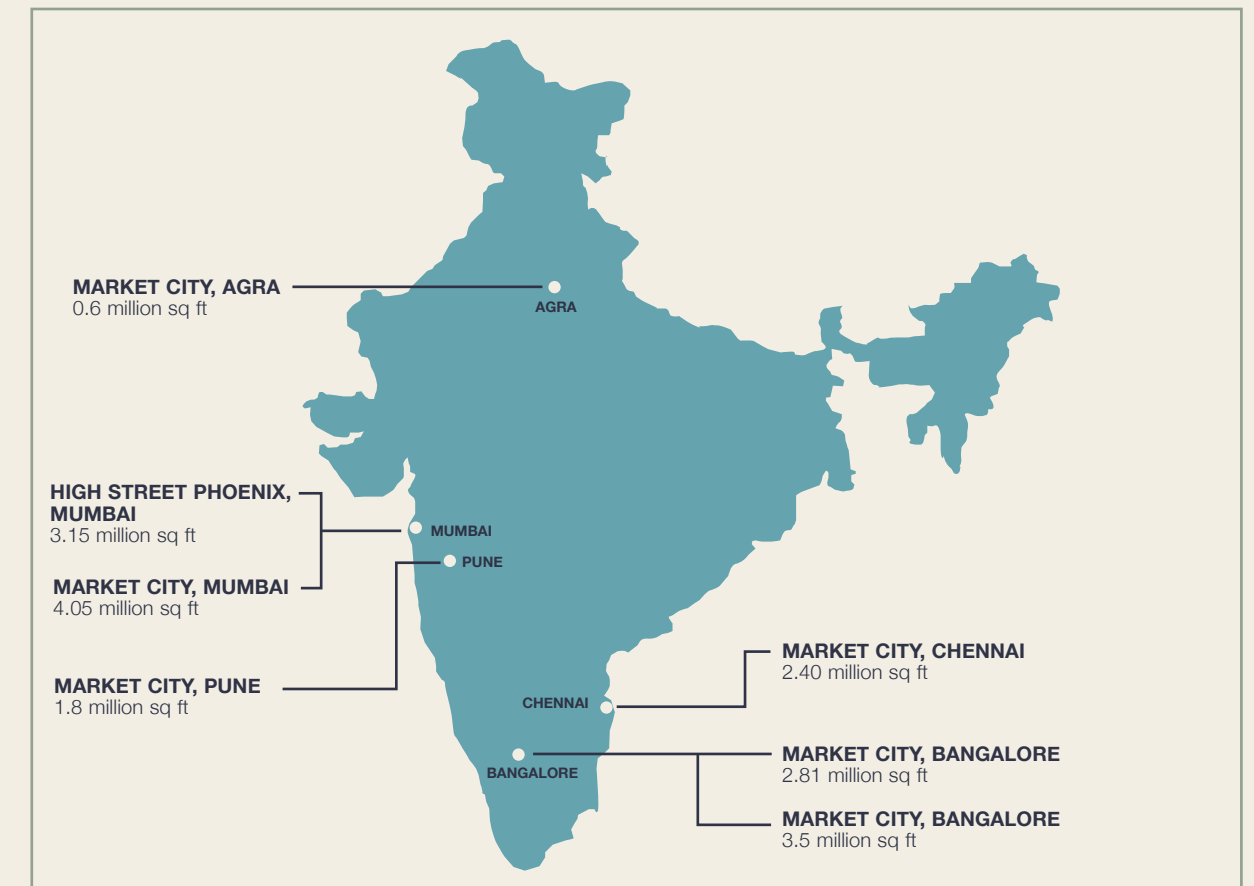 MARKET CITY, AGRA
0.6 million sq ft
AGRA
HIGH STREET PHOENIX,
MUMBAI
3.15 million sq ft
MUMBAI
PUNE
MARKET CITY, MUMBAI
4.05 million sq ft
MARKET CITY, PUNE
1.8 million sq ft
MARKET CITY, CHENNAI
2.40 million sq ft
CHENNAI
MARKET CITY, BANGALORE
2.81 million sq ft
BANGALORE
MARKET CITY, BANGALORE
3.5 million sq ft